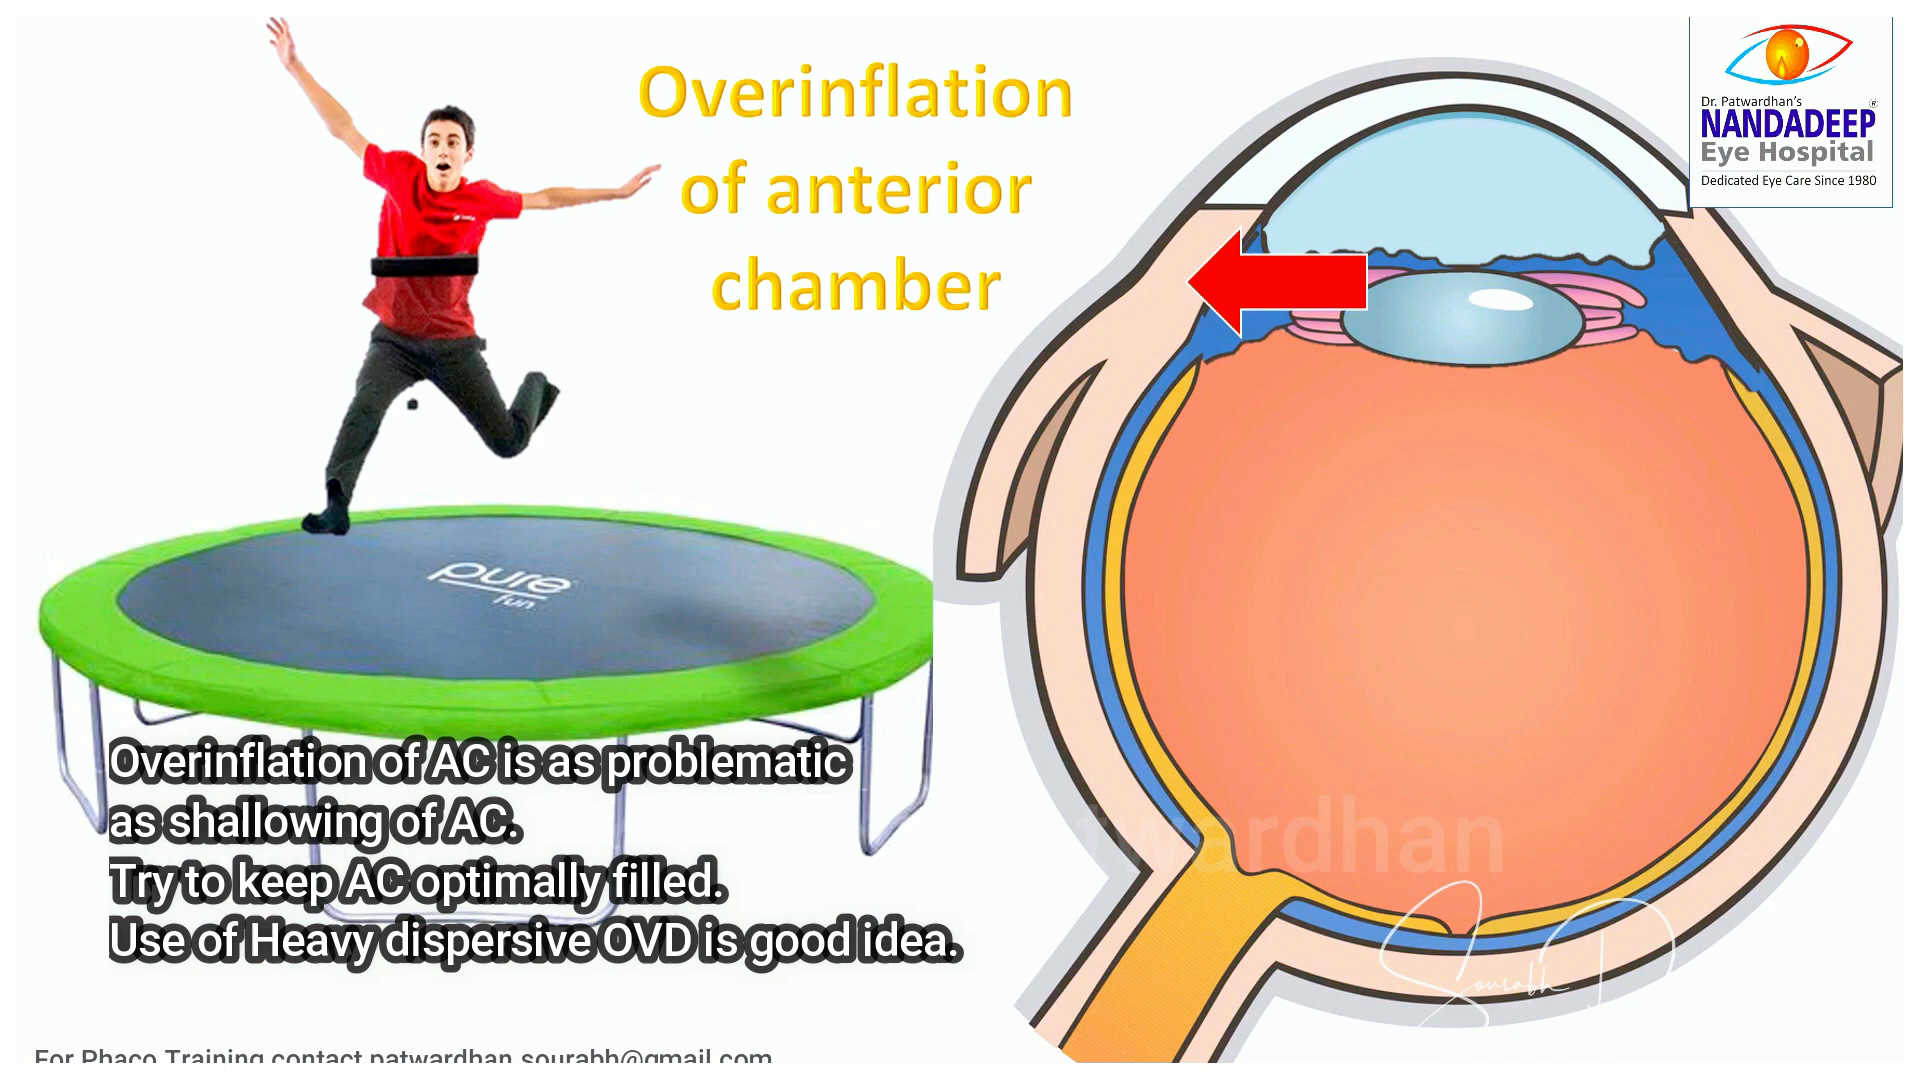 Overinflation
of anterior
chamber
Dr. Patwardhan's
NANDADEEP®
Eye Hospital
Dedicated Eye Care Since 1980
pure
fun
Overinflation of AC is as problematic
as shallowing of AC.
Try to keep AC optimally filled.
Use of Heavy dispersive OVD is good idea.
twardhan
Sourabh P
For Phaco Training contact patwardhan.sourabh@gmail.com